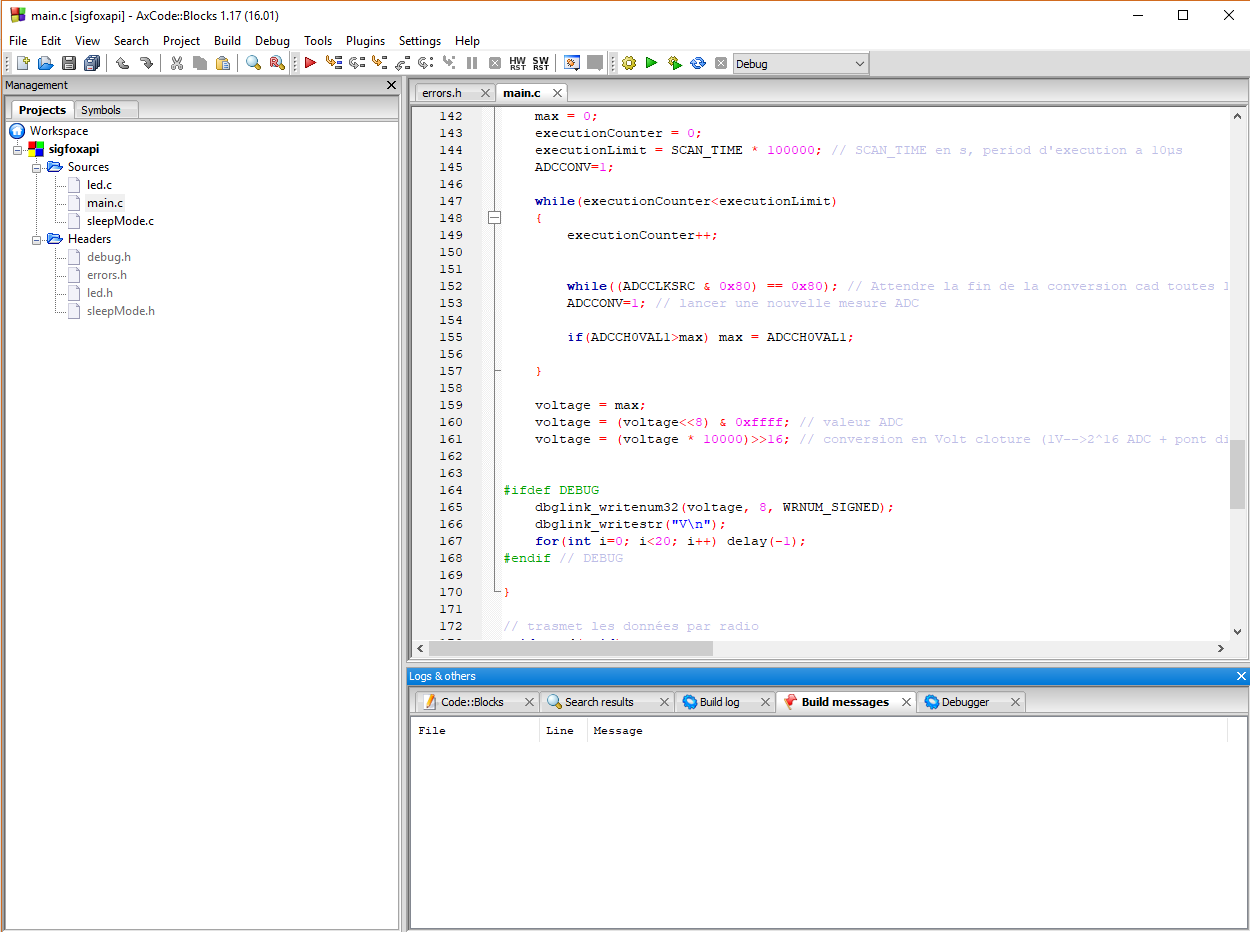 main.c [sigfoxapi] - AxCode::Blocks 1.17 (16.01)
File Edit View Search Project Build Debug Tools Plugins Settings Help
HW RST SW RST Debug
Management
Projects Symbols
Workspace
sigfoxapi
Sources
led.c
main.c
sleepMode.c
Headers
debug.h
errors.h
led.h
sleepMode.h
errors.h main.c
142 max = 0;
143 executionCounter = 0;
144 executionLimit = SCAN_TIME * 100000; // SCAN_TIME en s, period d'execution a 10µs
145 ADCCONV=1;
146
147 while(executionCounter<executionLimit)
148 {
149 executionCounter++;
150
151
152 while((ADCCLKSRC & 0x80) == 0x80); // Attendre la fin de la conversion cad toutes l
153 ADCCONV=1; // lancer une nouvelle mesure ADC
154
155 if(ADCCH0VAL1>max) max = ADCCH0VAL1;
156
157 }
158
159 voltage = max;
160 voltage = (voltage<<8) & 0xffff; // valeur ADC
161 voltage = (voltage * 10000)>>16; // conversion en Volt cloture (1V-->2^16 ADC + pont di
162
163
164 #ifdef DEBUG
165 dbglink_writenum32(voltage, 8, WRNUM_SIGNED);
166 dbglink_writestr("V\n");
167 for(int i=0; i<20; i++) delay(-1);
168 #endif // DEBUG
169
170 }
171
172 // trasmet les données par radio
Logs & others
Code::Blocks Search results Build log Build messages Debugger
File Line Message